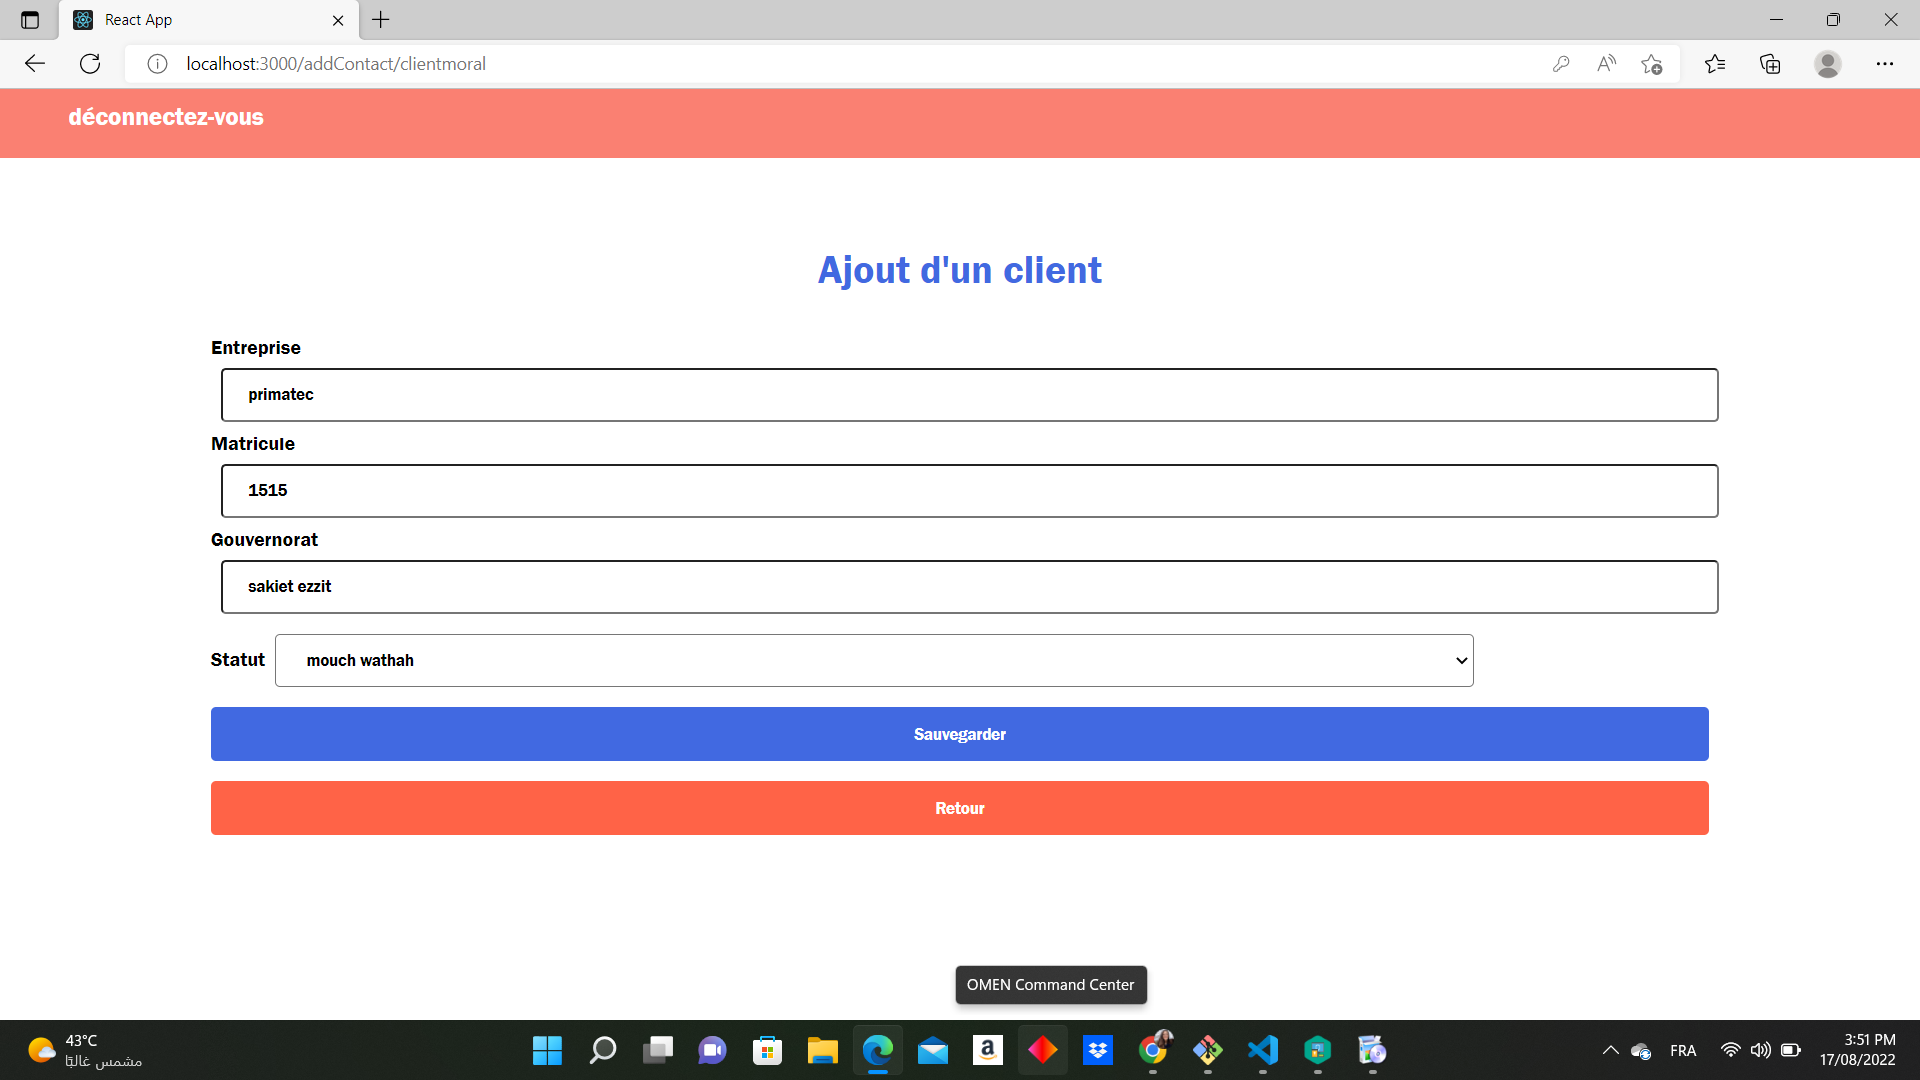 React App
localhost:3000/addContact/clientmoral
déconnectez-vous
Ajout d'un client
Entreprise
primatec
Matricule
1515
Gouvernorat
sakiet ezzit
Statut mouch wathah
Sauvegarder
Retour
OMEN Command Center
43°C
مشمس غالبًا
FRA
3:51 PM
17/08/2022